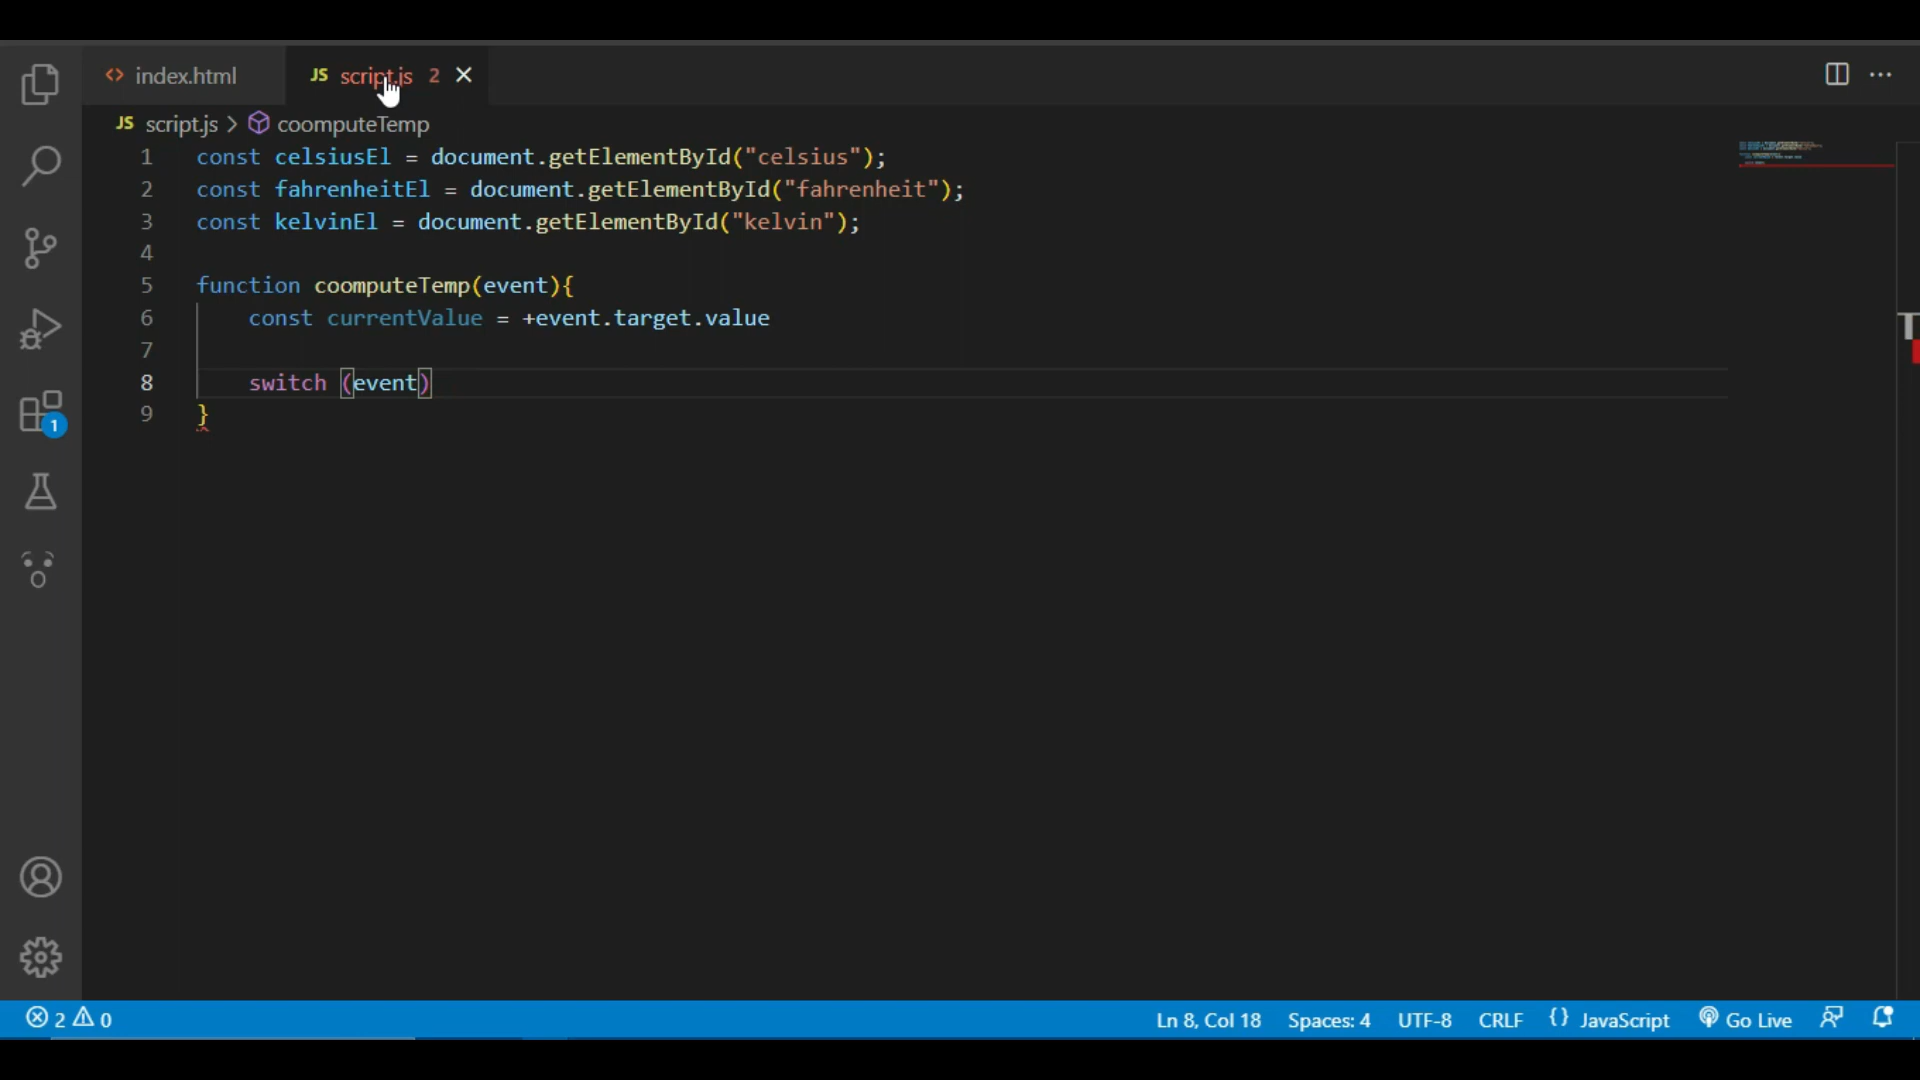 <> index.html JS script.js 2
JS script.js > coomputeTemp
1 const celsiusEl = document.getElementById("celsius");
2 const fahrenheitEl = document.getElementById("fahrenheit");
3 const kelvinEl = document.getElementById("kelvin");
4
5 function coomputeTemp(event){
6 const currentValue = +event.target.value
7
8 switch (event)
9 }
1
T
2 0 Ln 8, Col 18 Spaces: 4 UTF-8 CRLF {} JavaScript Go Live